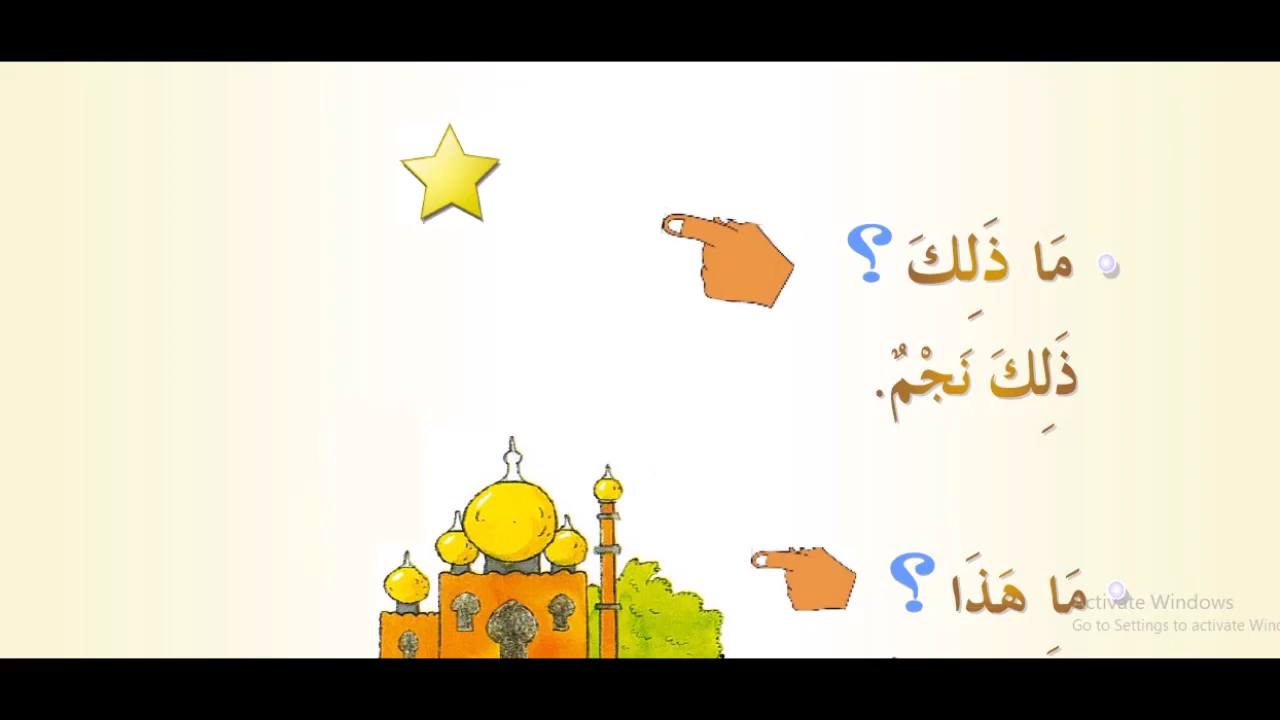 مَا ذَلِكَ ؟
ذَلِكَ نَجْمٌ.
مَا هَذَا ؟
Activate Windows
Go to Settings to activate Wind